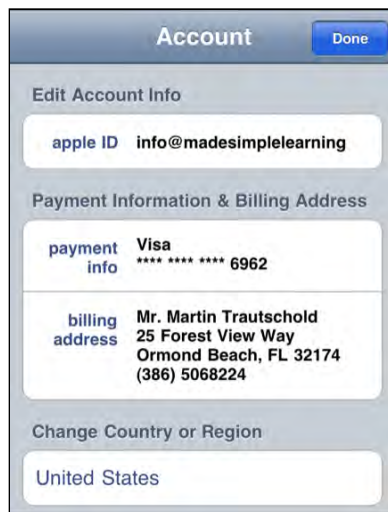 Account Done
Edit Account Info
apple ID info@madesimplelearning
Payment Information & Billing Address
payment info Visa
**** **** **** 6962
billing address Mr. Martin Trautschold
25 Forest View Way
Ormond Beach, FL 32174
(386) 5068224
Change Country or Region
United States